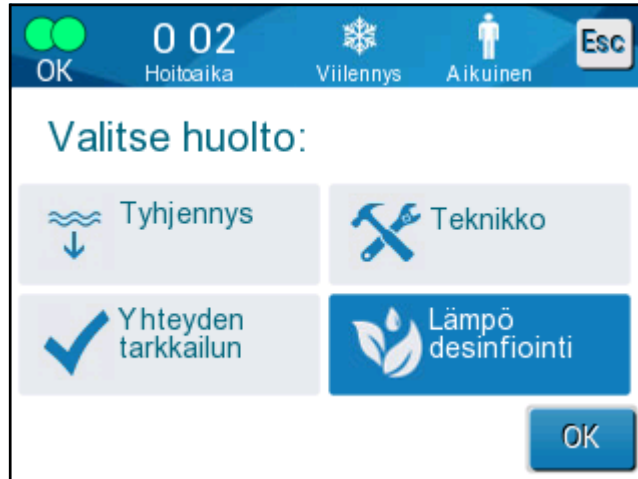 OK
0 02
Hoitoaika
Viilennys
Aikuinen
Esc
Valitse huolto:
Tyhjennys
Teknikko
Yhteyden
tarkkailun
Lämpö
desinfiointi
OK